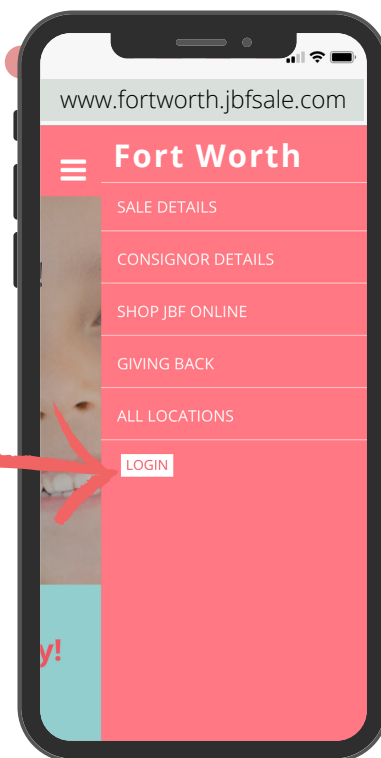 www.fortworth.jbfsale.com
Fort Worth
SALE DETAILS
CONSIGNOR DETAILS
SHOP JBF ONLINE
GIVING BACK
ALL LOCATIONS
LOGIN
y!